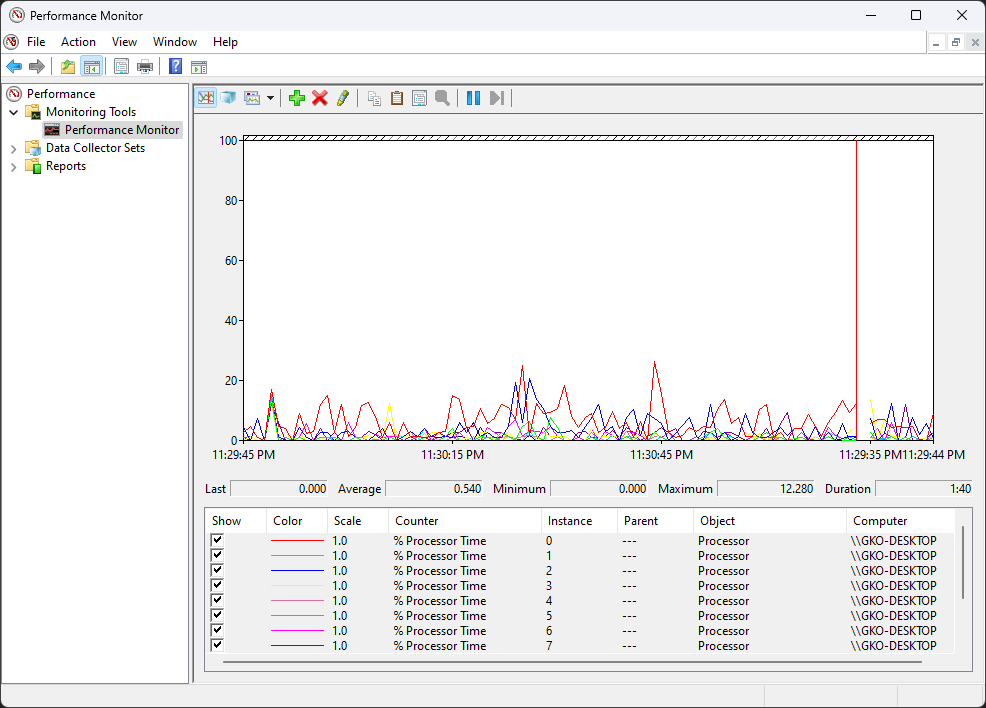 Performance Monitor
File Action View Window Help
Performance
Monitoring Tools
Performance Monitor
Data Collector Sets
Reports
100
80
60
40
20
0
11:29:45 PM 11:30:15 PM 11:30:45 PM 11:29:35 PM 11:29:44 PM
Last 0.000 Average 0.540 Minimum 0.000 Maximum 12.280 Duration 1:40
Show Color Scale Counter Instance Parent Object Computer
1.0 % Processor Time 0 --- Processor \\GKO-DESKTOP
1.0 % Processor Time 1 --- Processor \\GKO-DESKTOP
1.0 % Processor Time 2 --- Processor \\GKO-DESKTOP
1.0 % Processor Time 3 --- Processor \\GKO-DESKTOP
1.0 % Processor Time 4 --- Processor \\GKO-DESKTOP
1.0 % Processor Time 5 --- Processor \\GKO-DESKTOP
1.0 % Processor Time 6 --- Processor \\GKO-DESKTOP
1.0 % Processor Time 7 --- Processor \\GKO-DESKTOP